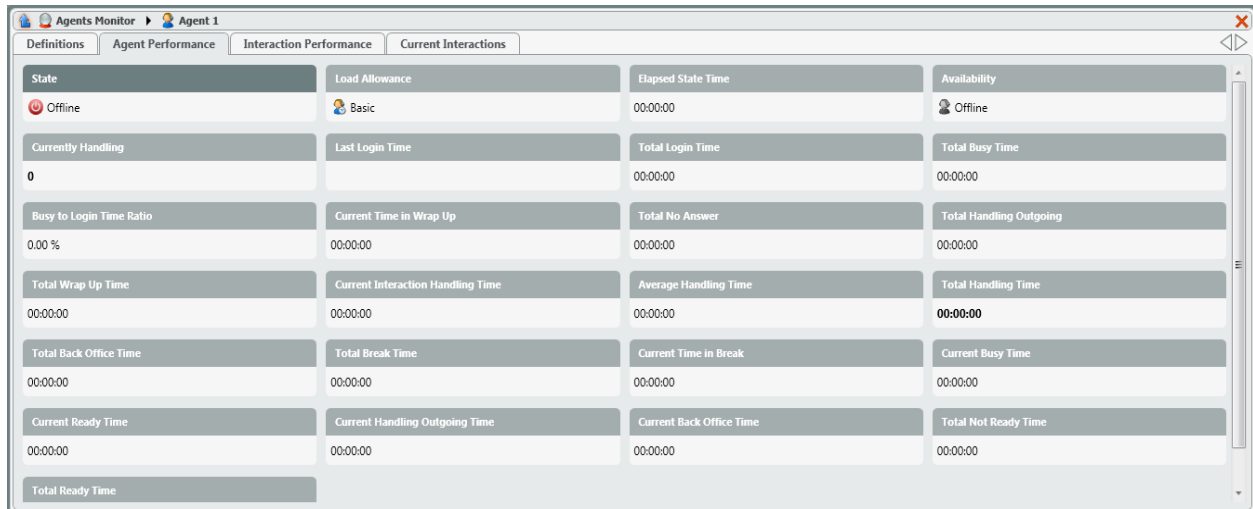 Agents Monitor Agent 1
Definitions Agent Performance Interaction Performance Current Interactions
State Load Allowance Elapsed State Time Availability
Offline Basic 00:00:00 Offline
Currently Handling Last Login Time Total Login Time Total Busy Time
0 00:00:00 00:00:00
Busy to Login Time Ratio Current Time in Wrap Up Total No Answer Total Handling Outgoing
0.00 % 00:00:00 00:00:00 00:00:00
Total Wrap Up Time Current Interaction Handling Time Average Handling Time Total Handling Time
00:00:00 00:00:00 00:00:00 00:00:00
Total Back Office Time Total Break Time Current Time in Break Current Busy Time
00:00:00 00:00:00 00:00:00 00:00:00
Current Ready Time Current Handling Outgoing Time Current Back Office Time Total Not Ready Time
00:00:00 00:00:00 00:00:00 00:00:00
Total Ready Time